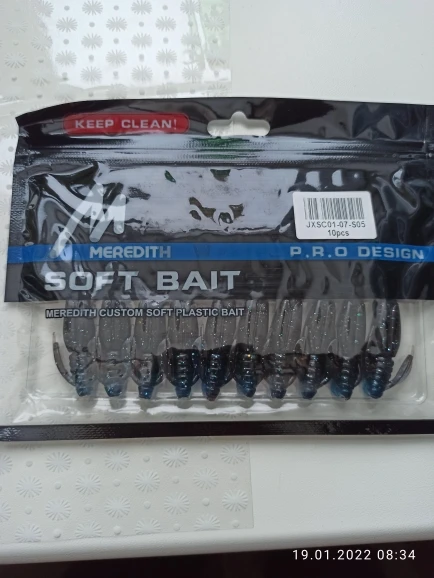 KEEP CLEAN!
JXSC01-07-S05
10pcs
MEREDITH
P.R.O DESIGN
SOFT BAIT
MEREDITH CUSTOM SOFT PLASTIC BAIT
19.01.2022 08:34